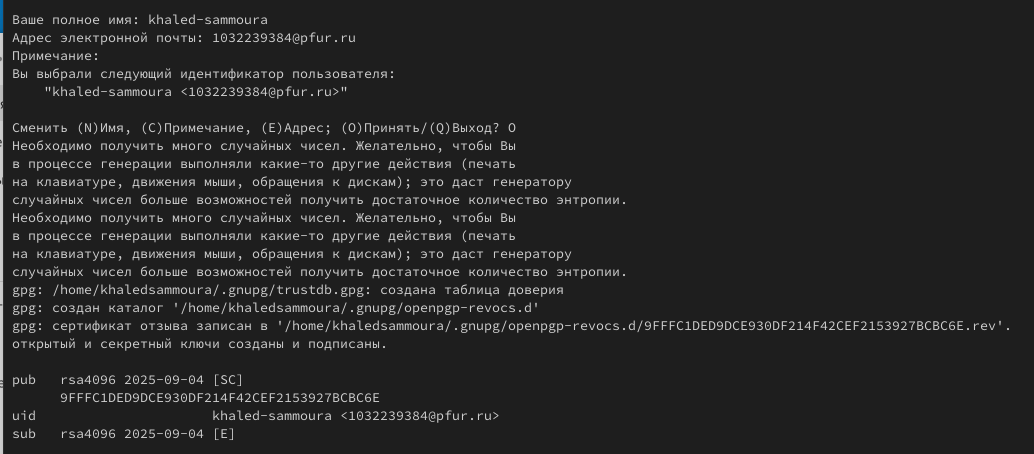 Ваше полное имя: khaled-sammoura
Адрес электронной почты: 1032239384@pfur.ru
Примечание:
Вы выбрали следующий идентификатор пользователя:
"khaled-sammoura <1032239384@pfur.ru>"
Сменить (N)Имя, (C)Примечание, (E)Адрес; (O)Принять/(Q)Выход? O
Необходимо получить много случайных чисел. Желательно, чтобы Вы
в процессе генерации выполняли какие-то другие действия (печать
на клавиатуре, движения мыши, обращения к дискам); это даст генератору
случайных чисел больше возможностей получить достаточное количество энтропии.
Необходимо получить много случайных чисел. Желательно, чтобы Вы
в процессе генерации выполняли какие-то другие действия (печать
на клавиатуре, движения мыши, обращения к дискам); это даст генератору
случайных чисел больше возможностей получить достаточное количество энтропии.
gpg: /home/khaledsammoura/.gnupg/trustdb.gpg: создана таблица доверия
gpg: создан каталог '/home/khaledsammoura/.gnupg/openpgp-revocs.d'
gpg: сертификат отзыва записан в '/home/khaledsammoura/.gnupg/openpgp-revocs.d/9FFFC1DED9DCE930DF214F42CEF2153927BCBC6E.rev'.
открытый и секретный ключи созданы и подписаны.
pub   rsa4096 2025-09-04 [SC]
9FFFC1DED9DCE930DF214F42CEF2153927BCBC6E
uid                      khaled-sammoura <1032239384@pfur.ru>
sub   rsa4096 2025-09-04 [E]